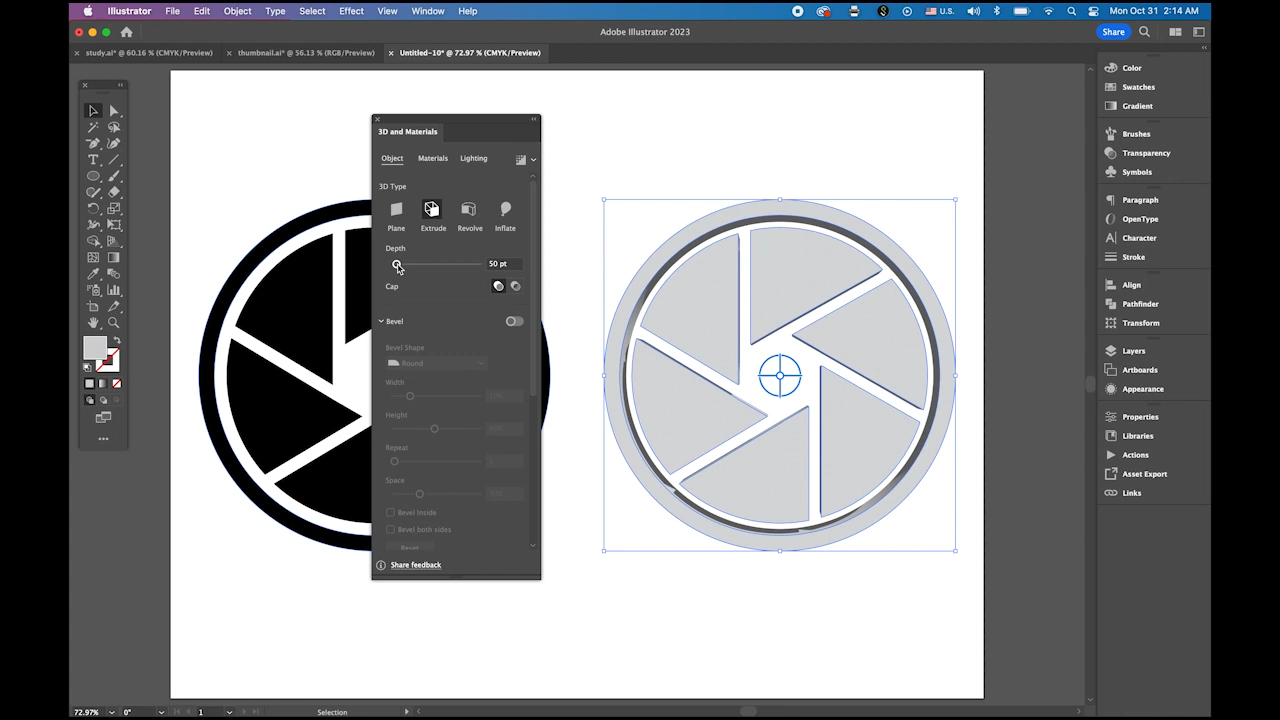 Illustrator File Edit Object Type Select Effect View Window Help U.S. Mon Oct 31 2:14 AM
Adobe Illustrator 2023 Share
study.ai* @ 60.16 % (CMYK/Preview) thumbnail.ai* @ 56.13 % (RGB/Preview) Untitled-10* @ 72.97 % (CMYK/Preview)
3D and Materials
Object Materials Lighting
3D Type
Plane Extrude Revolve Inflate
Depth
50 pt
Cap
Bevel
Bevel Shape
Round
Width
Height
Repeat
Space
Bevel Inside
Bevel both sides
Reset
Share feedback
Color
Swatches
Gradient
Brushes
Transparency
Symbols
Paragraph
OpenType
Character
Stroke
Align
Pathfinder
Transform
Layers
Artboards
Appearance
Properties
Libraries
Actions
Asset Export
Links
72.97% 0° 1 Selection